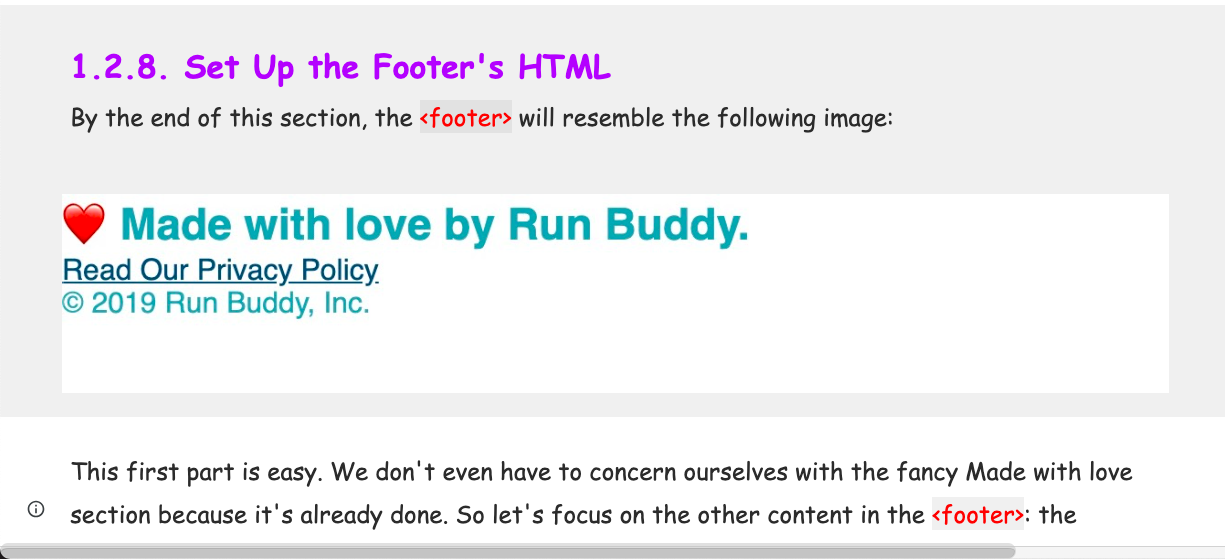 1.2.8. Set Up the Footer's HTML
By the end of this section, the <footer> will resemble the following image:
❤️ Made with love by Run Buddy.
Read Our Privacy Policy
© 2019 Run Buddy, Inc.
This first part is easy. We don't even have to concern ourselves with the fancy Made with love
section because it's already done. So let's focus on the other content in the <footer>: the